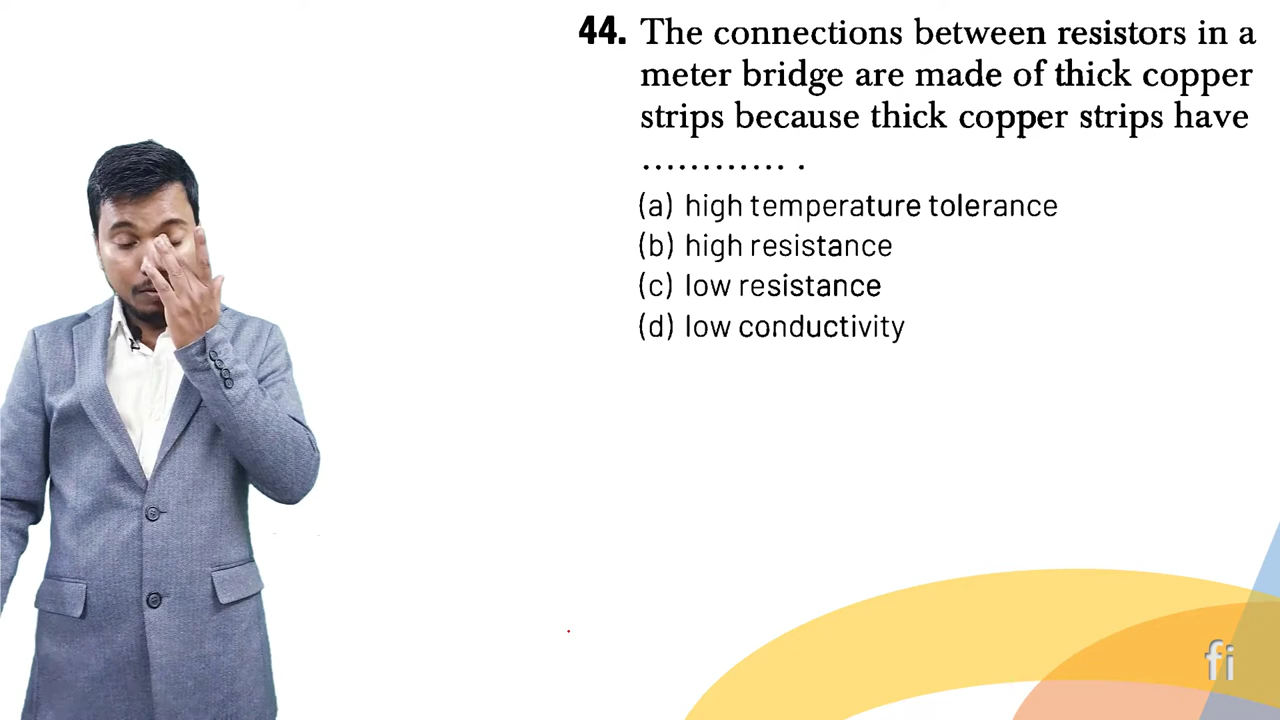 44. The connections between resistors in a
meter bridge are made of thick copper
strips because thick copper strips have
............ .
(a) high temperature tolerance
(b) high resistance
(c) low resistance
(d) low conductivity
fi